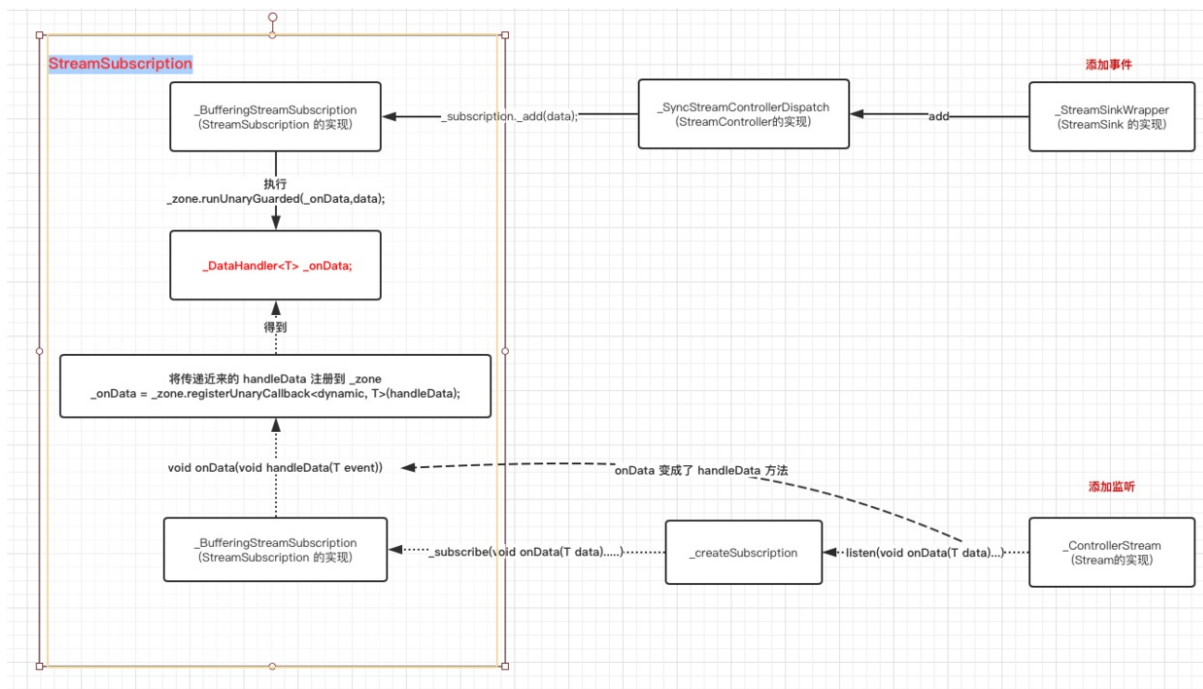 StreamSubscription
添加事件
_BufferingStreamSubscription
(StreamSubscription 的实现)
_subscription._add(data);
_SyncStreamControllerDispatch
(StreamController的实现)
add
_StreamSinkWrapper
(StreamSink 的实现)
执行
_zone.runUnaryGuarded(_onData,data);
_DataHandler<T> _onData;
得到
将传递近来的 handleData 注册到 _zone
_onData = _zone.registerUnaryCallback<dynamic, T>(handleData);
void onData(void handleData(T event))
onData 变成了 handleData 方法
添加监听
_BufferingStreamSubscription
(StreamSubscription 的实现)
_subscribe(void onData(T data).....)
_createSubscription
listen(void onData(T data)...)
_ControllerStream
(Stream的实现)